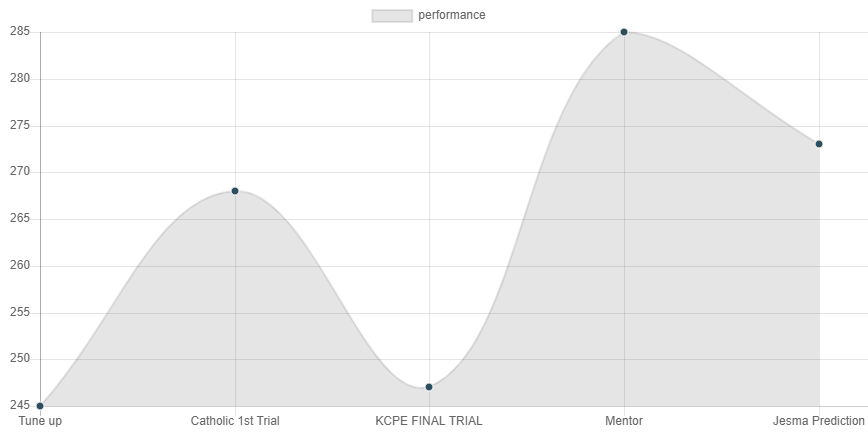 performance
285
280
275
270
265
260
255
250
245
Tune up
Catholic 1st Trial
KCPE FINAL TRIAL
Mentor
Jesma Prediction